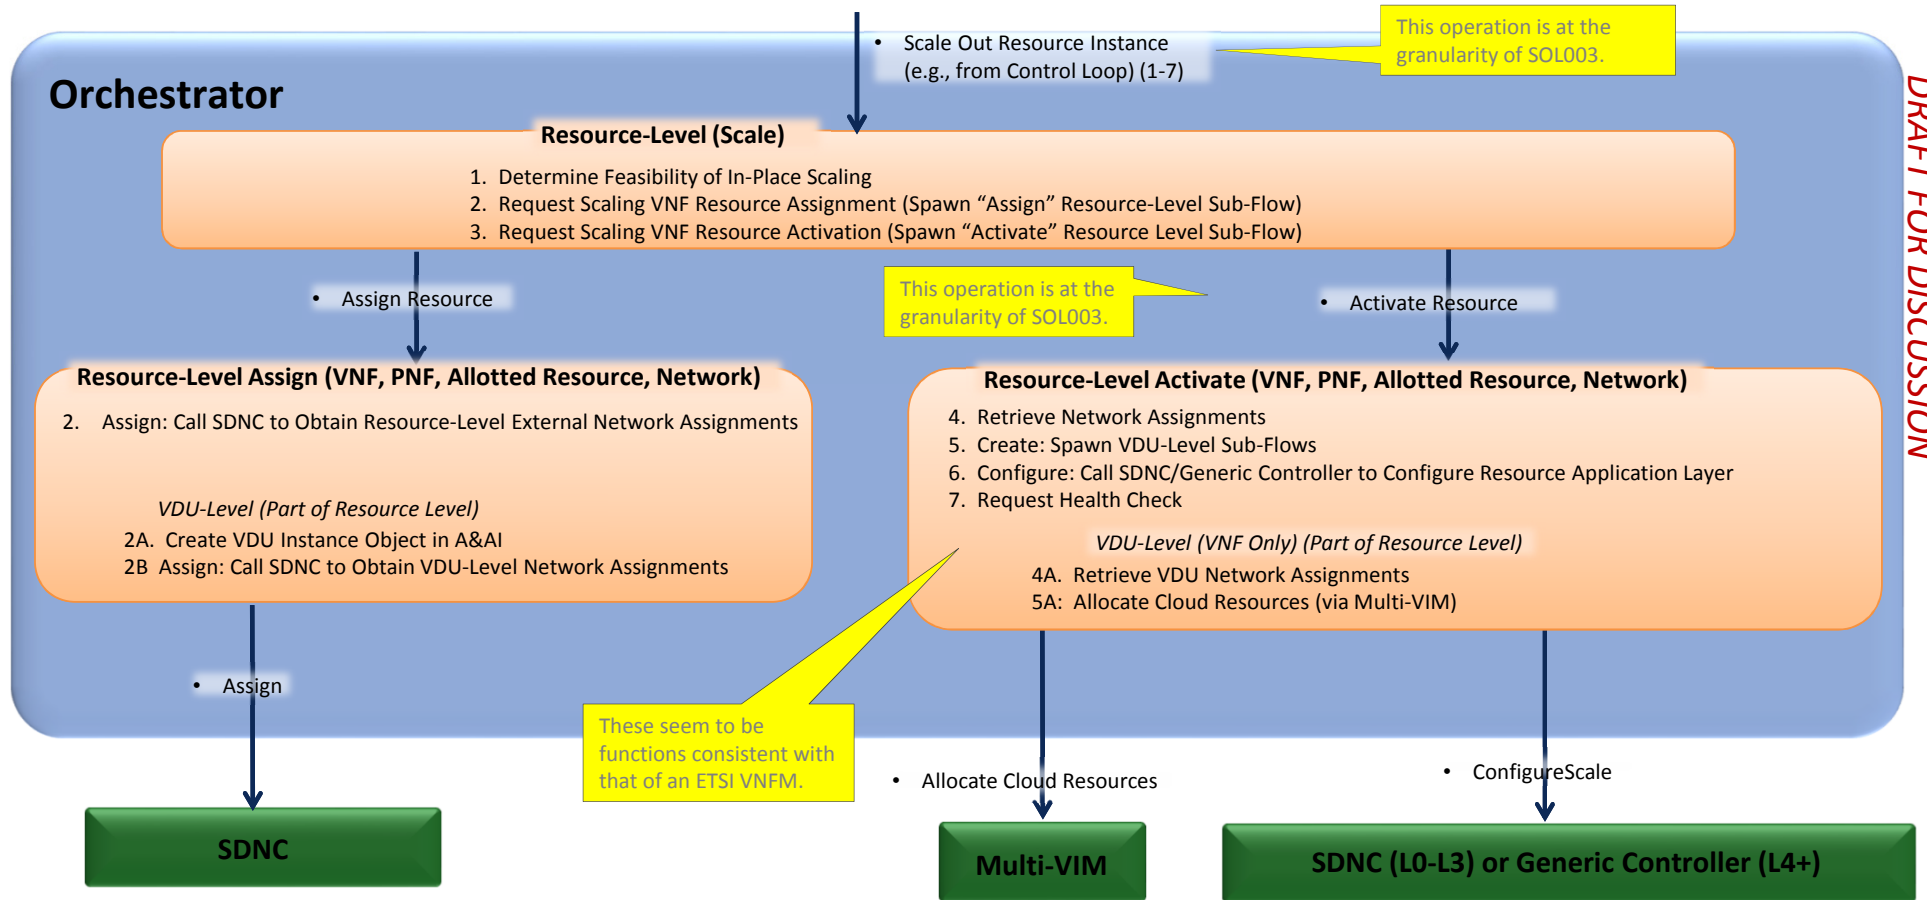 • Scale Out Resource Instance
(e.g., from Control Loop) (1-7)
This operation is at the
granularity of SOL003.
Orchestrator
DRAFT FOR DISCUSSION
Resource-Level (Scale)
1. Determine Feasibility of In-Place Scaling
2. Request Scaling VNF Resource Assignment (Spawn “Assign” Resource-Level Sub-Flow)
3. Request Scaling VNF Resource Activation (Spawn “Activate” Resource Level Sub-Flow)
• Assign Resource
This operation is at the
granularity of SOL003.
• Activate Resource
Resource-Level Assign (VNF, PNF, Allotted Resource, Network)
2. Assign: Call SDNC to Obtain Resource-Level External Network Assignments
VDU-Level (Part of Resource Level)
2A. Create VDU Instance Object in A&AI
2B Assign: Call SDNC to Obtain VDU-Level Network Assignments
Resource-Level Activate (VNF, PNF, Allotted Resource, Network)
4. Retrieve Network Assignments
5. Create: Spawn VDU-Level Sub-Flows
6. Configure: Call SDNC/Generic Controller to Configure Resource Application Layer
7. Request Health Check
VDU-Level (VNF Only) (Part of Resource Level)
4A. Retrieve VDU Network Assignments
5A: Allocate Cloud Resources (via Multi-VIM)
• Assign
These seem to be
functions consistent with
that of an ETSI VNFM.
• Allocate Cloud Resources
• ConfigureScale
SDNC
Multi-VIM
SDNC (L0-L3) or Generic Controller (L4+)